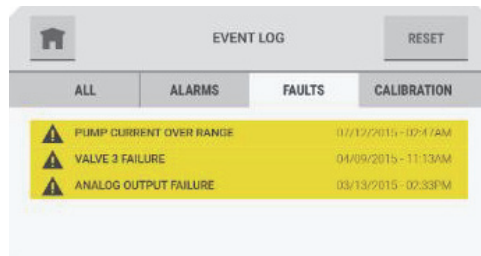 EVENT LOG RESET
ALL ALARMS FAULTS CALIBRATION
PUMP CURRENT OVER RANGE 07/12/2015 - 02:47AM
VALVE 3 FAILURE 04/09/2015 - 11:13AM
ANALOG OUTPUT FAILURE 03/13/2015 - 02:33PM